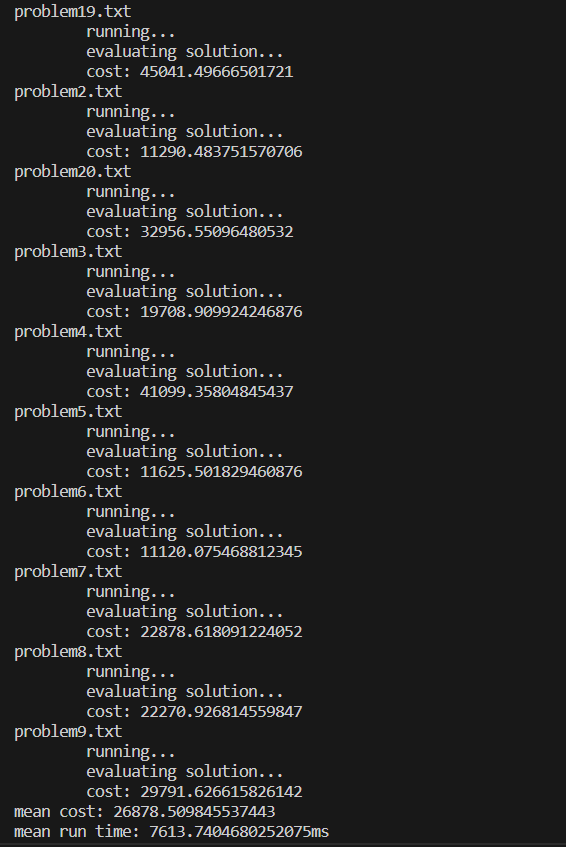 problem19.txt
running...
evaluating solution...
cost: 45041.49666501721
problem2.txt
running...
evaluating solution...
cost: 11290.483751570706
problem20.txt
running...
evaluating solution...
cost: 32956.55096480532
problem3.txt
running...
evaluating solution...
cost: 19708.909924246876
problem4.txt
running...
evaluating solution...
cost: 41099.35804845437
problem5.txt
running...
evaluating solution...
cost: 11625.501829460876
problem6.txt
running...
evaluating solution...
cost: 11120.075468812345
problem7.txt
running...
evaluating solution...
cost: 22878.618091224052
problem8.txt
running...
evaluating solution...
cost: 22270.926814559847
problem9.txt
running...
evaluating solution...
cost: 29791.626615826142
mean cost: 26878.509845537443
mean run time: 7613.7404680252075ms